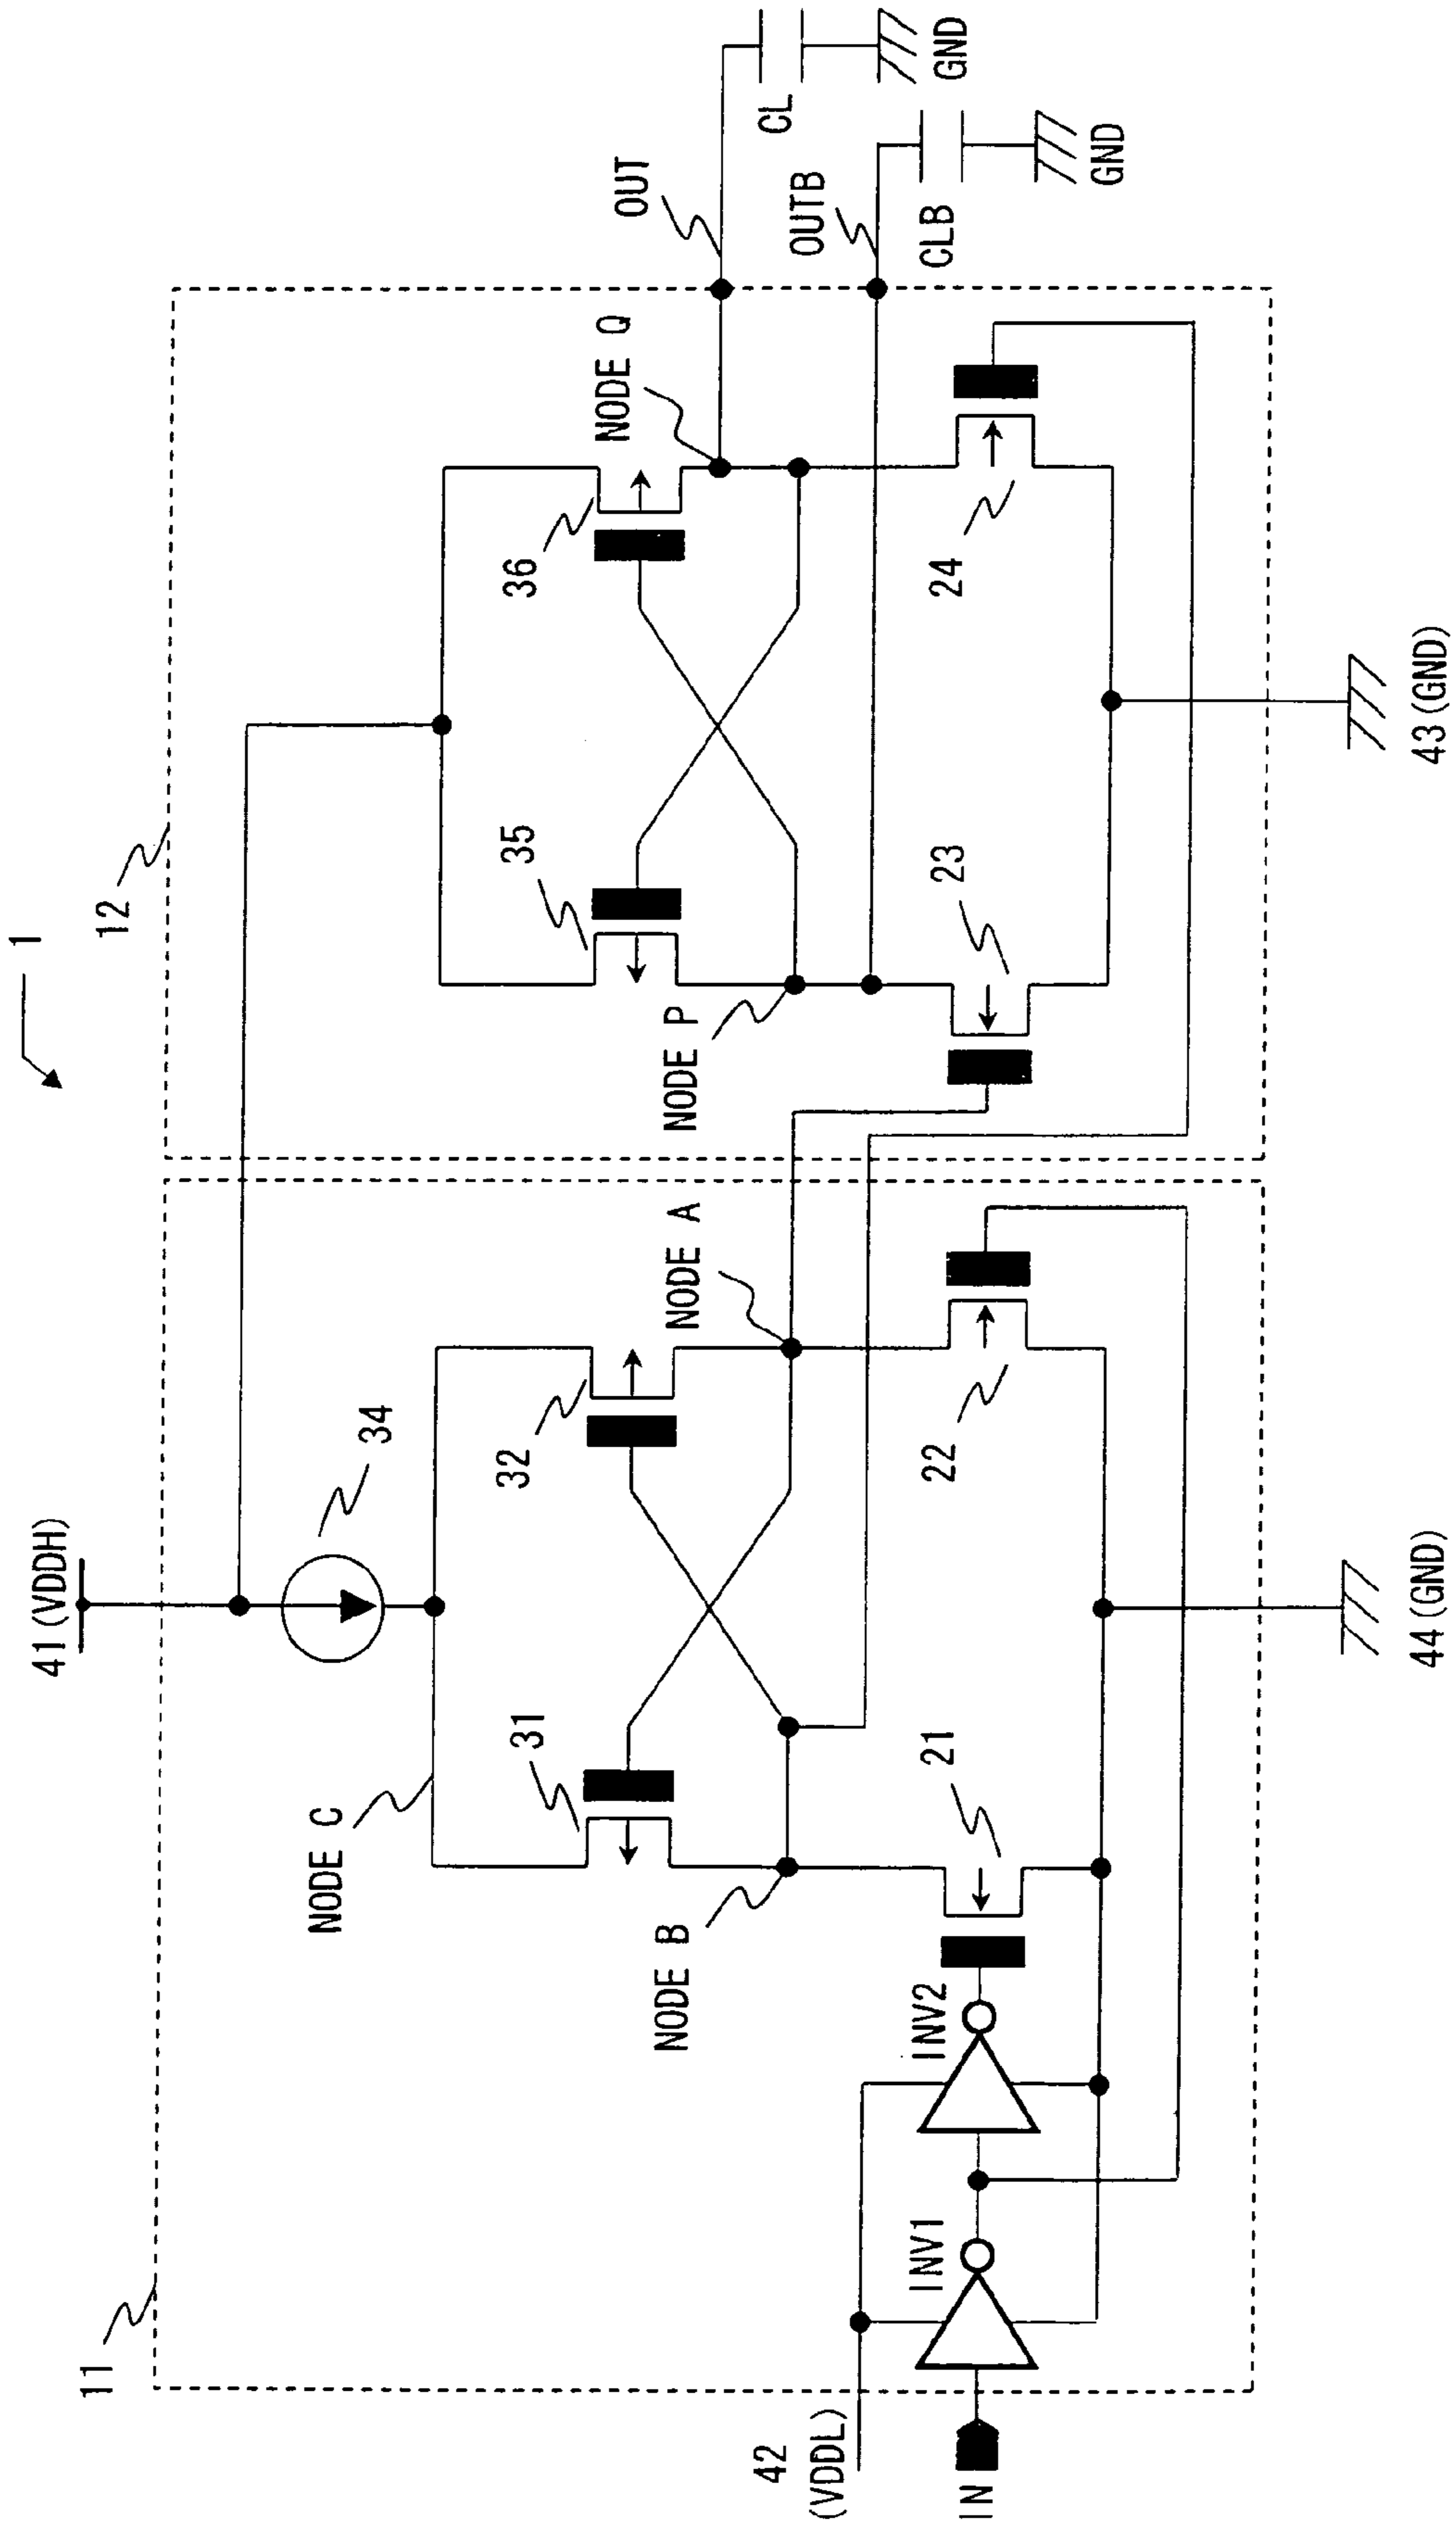 1
11
12
41(VDDH)
34
NODE C
31
32
NODE B
NODE A
21
22
INV1
INV2
42
(VDDL)
IN
44(GND)
35
36
NODE P
NODE Q
23
24
OUT
OUTB
CL
CLB
GND
GND
43(GND)